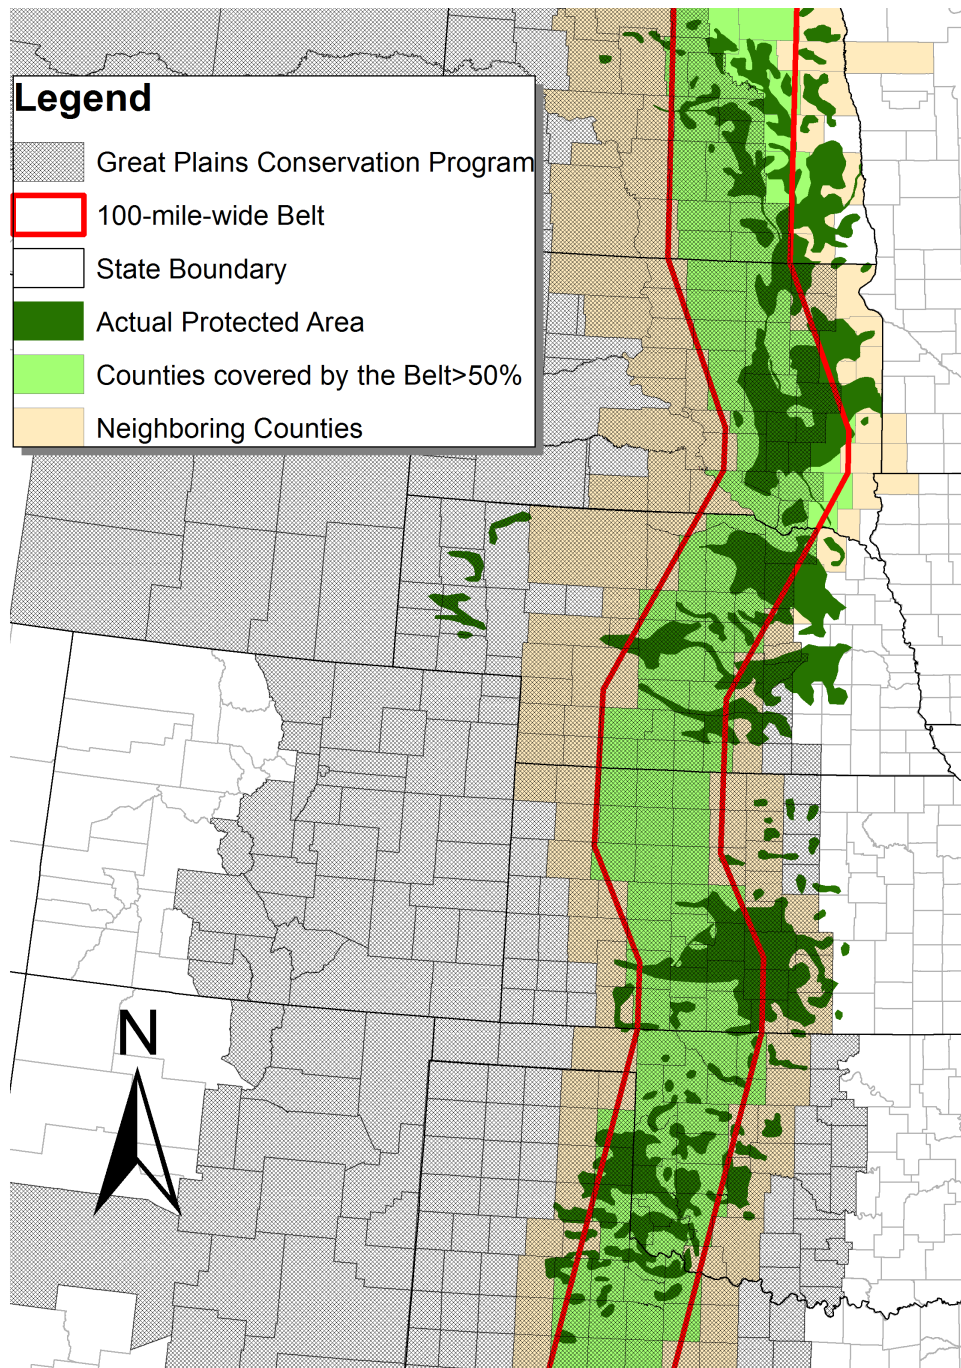 Legend
Great Plains Conservation Program
100-mile-wide Belt
State Boundary
Actual Protected Area
Counties covered by the Belt>50%
Neighboring Counties
N